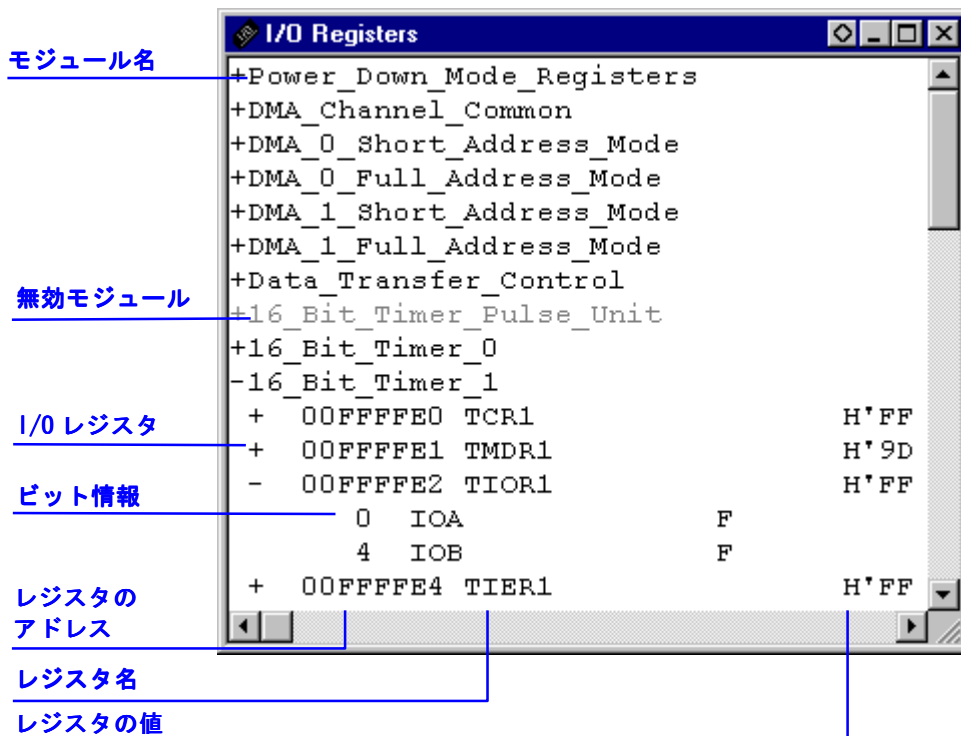 I/O Registers
モジュール名
+Power_Down_Mode_Registers
+DMA_Channel_Common
+DMA_0_Short_Address_Mode
+DMA_0_Full_Address_Mode
+DMA_1_Short_Address_Mode
+DMA_1_Full_Address_Mode
+Data_Transfer_Control
無効モジュール
+16_Bit_Timer_Pulse_Unit
+16_Bit_Timer_0
-16_Bit_Timer_1
+ 00FFFFE0 TCR1 H'FF
I/O レジスタ
+ 00FFFFE1 TMDR1 H'9D
- 00FFFFE2 TIOR1 H'FF
ビット情報
0 IOA F
4 IOB F
+ 00FFFFE4 TIER1 H'FF
レジスタの
アドレス
レジスタ名
レジスタの値